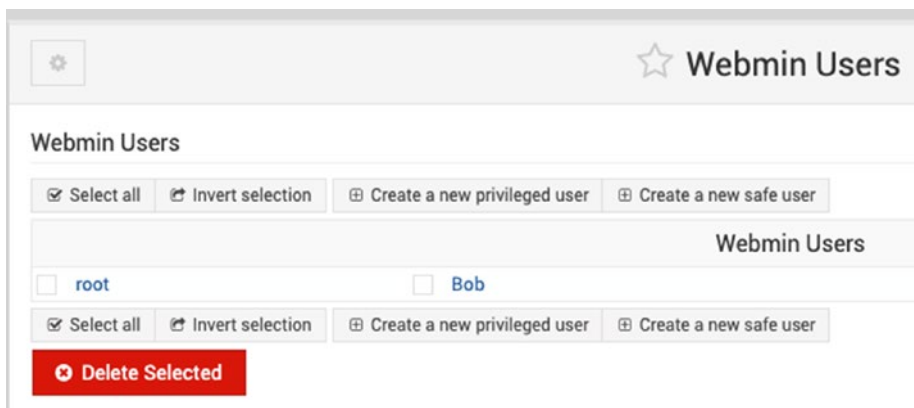 Webmin Users
Webmin Users
Select all Invert selection Create a new privileged user Create a new safe user
Webmin Users
root Bob
Select all Invert selection Create a new privileged user Create a new safe user
Delete Selected